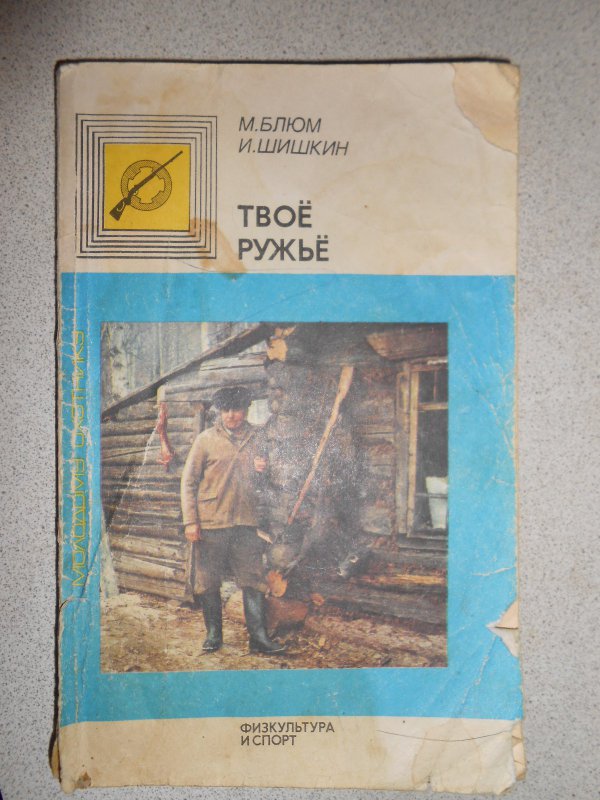 М.БЛЮМ
И.ШИШКИН
ТВОЁ
РУЖЬЁ
МОЛОДОМУ ОХОТНИКУ
ФИЗКУЛЬТУРА
И СПОРТ